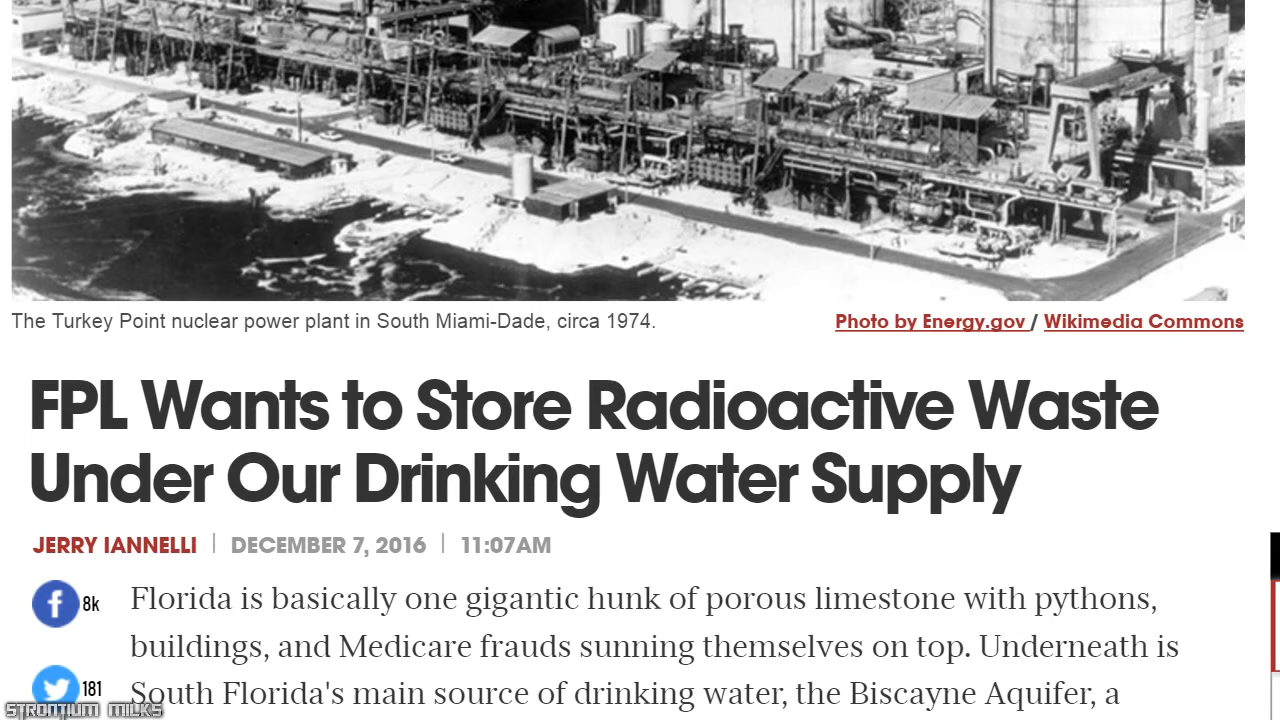 The Turkey Point nuclear power plant in South Miami-Dade, circa 1974.
Photo by Energy.gov / Wikimedia Commons
FPL Wants to Store Radioactive Waste
Under Our Drinking Water Supply
JERRY IANNELLI | DECEMBER 7, 2016 | 11:07AM
8k
Florida is basically one gigantic hunk of porous limestone with pythons,
buildings, and Medicare frauds sunning themselves on top. Underneath is
181
South Florida's main source of drinking water, the Biscayne Aquifer, a
STRONTIUM MILKS